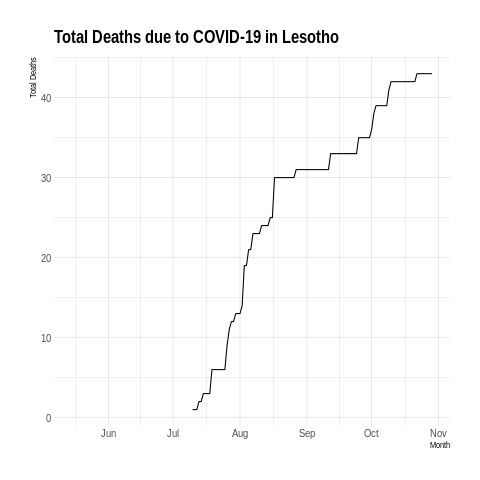 Total Deaths due to COVID-19 in Lesotho
Total Deaths
40
30
20
10
0
Jun Jul Aug Sep Oct Nov
Month